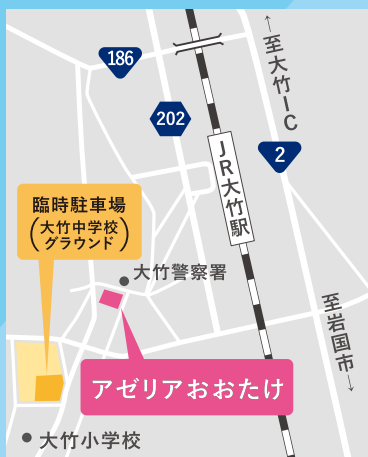 186
202
←至大竹IC
2
JR大竹駅
臨時駐車場
(大竹中学校
グラウンド)
大竹警察署
至岩国市→
アゼリアおおたけ
大竹小学校